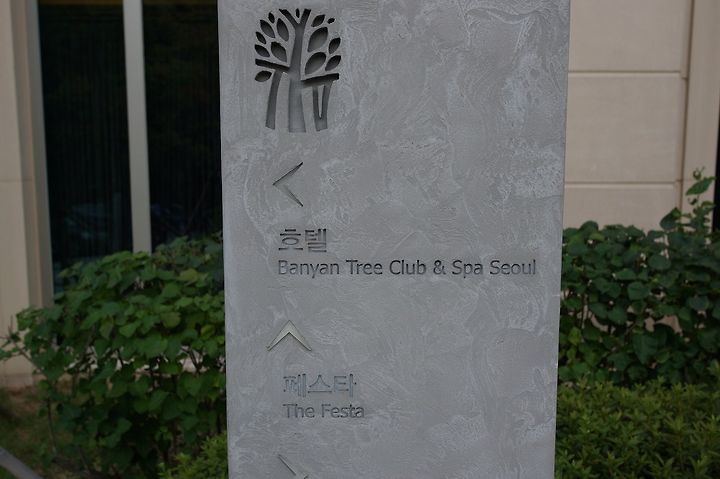 호텔
Banyan Tree Club & Spa Seoul
페스타
The Festa